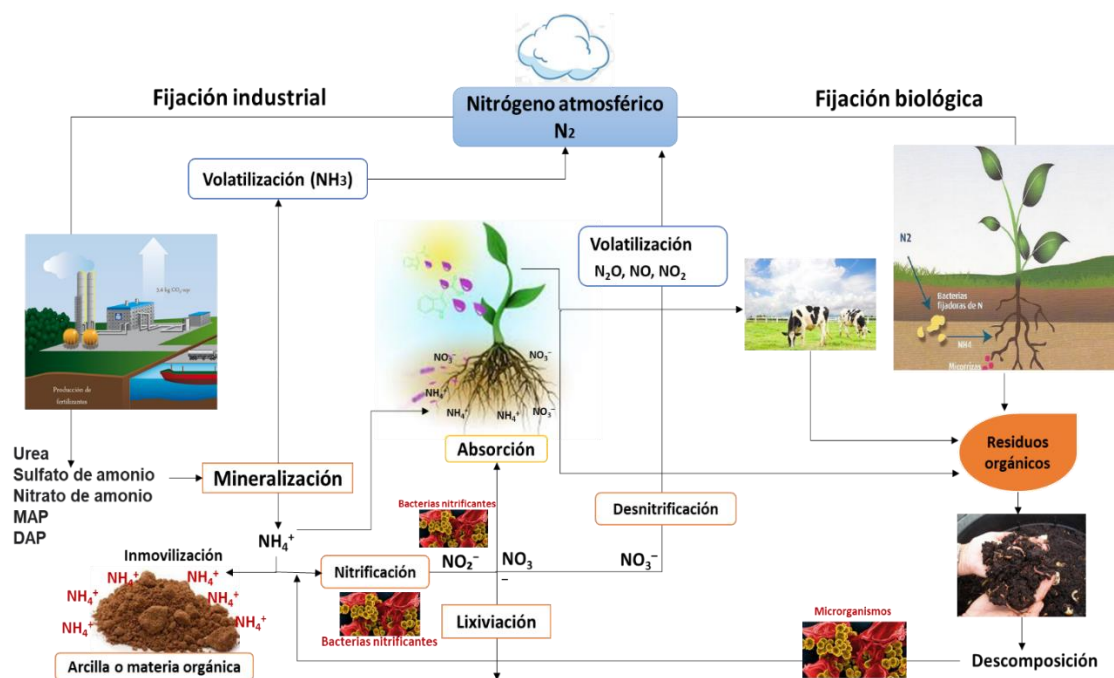 Fijación industrial
Nitrógeno atmosférico
N2
Fijación biológica
Volatilización (NH3)
Volatilización
N2O, NO, NO2
N2
Bacterias
fijadoras de N
NH4
Micorrizas
Producción de
fertilizantes
NO3-
NO3-
NH4+
NH4+
NH4+
NO3-
Absorción
Residuos
orgánicos
Urea
Sulfato de amonio
Nitrato de amonio
MAP
DAP
Mineralización
Bacterias nitrificantes
Desnitrificación
NH4+
Inmovilización
Nitrificación
NO2-
NO3
–
NO3-
NH4+
NH4+
NH4+
NH4+
NH4+
NH4+
NH4+
Bacterias nitrificantes
Lixiviación
Microrganismos
Arcilla o materia orgánica
Descomposición